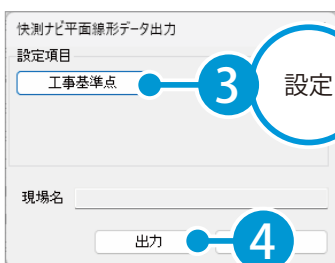 快測ナビ平面線形データ出力
設定項目
工事基準点
3
設定
現場名
出力
4